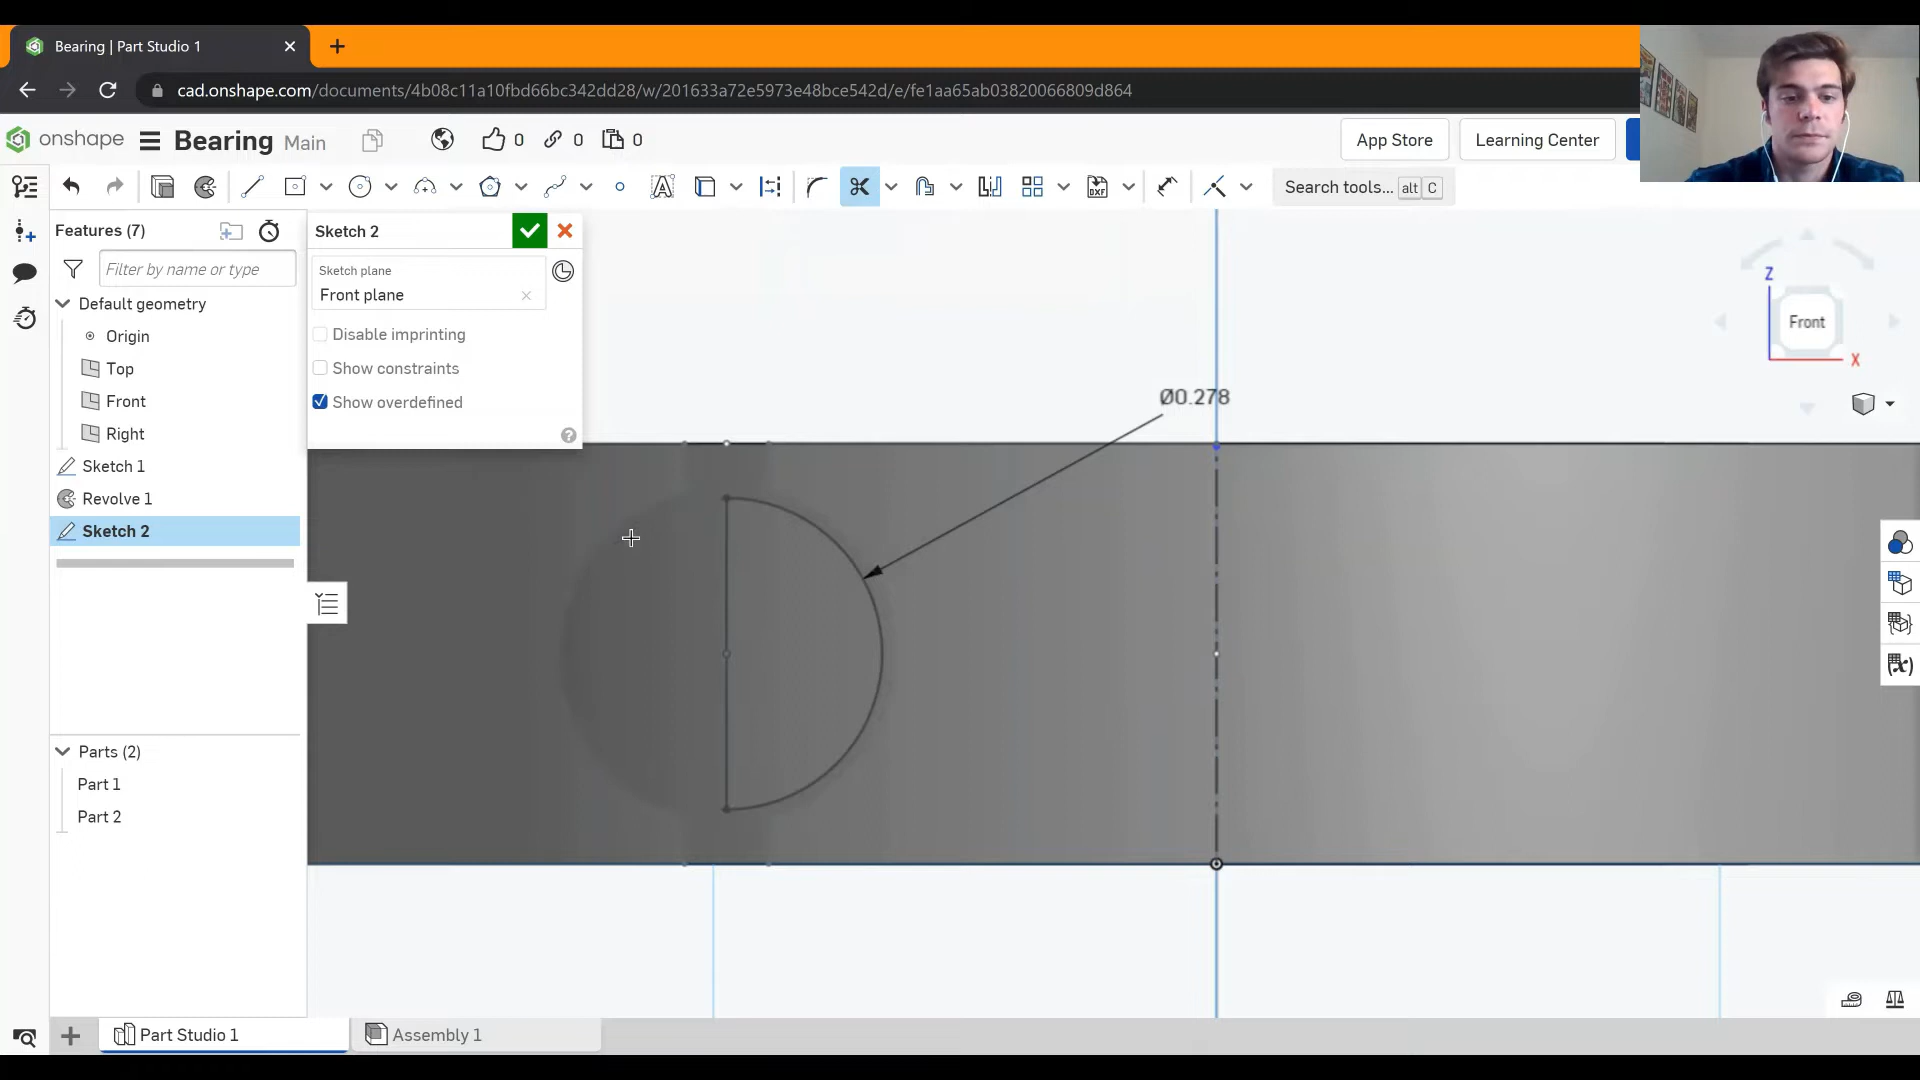 Bearing | Part Studio 1
cad.onshape.com/documents/4b08c11a10fbd66bc342dd28/w/201633a72e5973e48bce542d/e/fe1aa65ab03820066809d864
onshape
Bearing Main
0
0
0
App Store
Learning Center
Search tools... alt C
Features (7)
Filter by name or type
Default geometry
Origin
Top
Front
Right
Sketch 1
Revolve 1
Sketch 2
Parts (2)
Part 1
Part 2
Sketch 2
Sketch plane
Front plane
Disable imprinting
Show constraints
Show overdefined
Ø0.278
Z
Front
X
Part Studio 1
Assembly 1